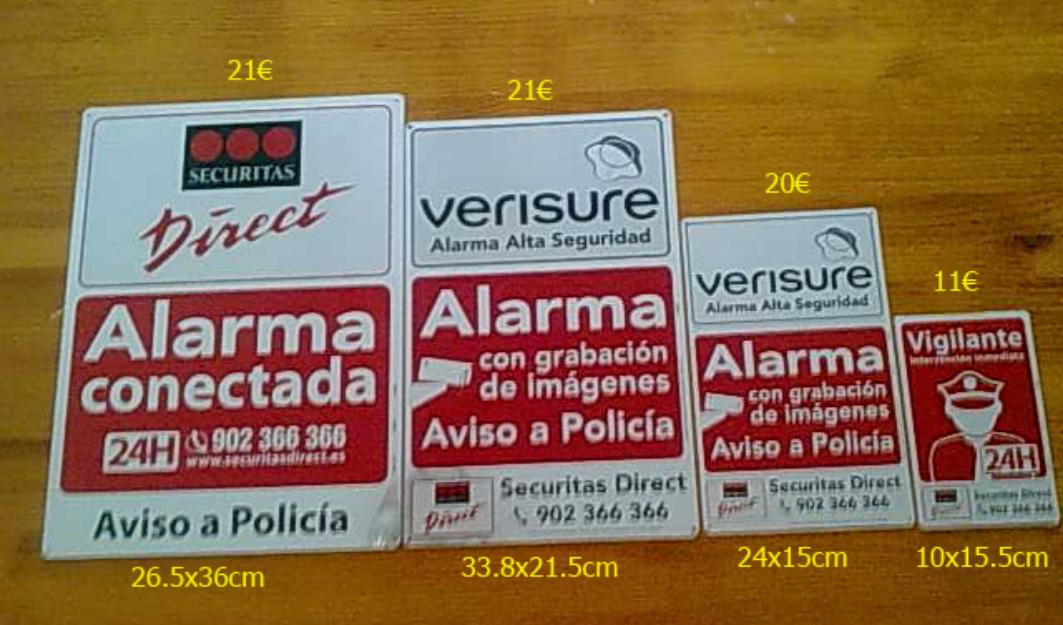 21€
21€
20€
11€
SECURITAS
Direct
Alarma
conectada
24H 902 366 366
www.securitasdirect.es
Aviso a Policía
26.5x36cm
verisure
Alarma Alta Seguridad
Alarma
con grabación
de imágenes
Aviso a Policía
Direct
Securitas Direct
902 366 366
33.8x21.5cm
verisure
Alarma Alta Seguridad
Alarma
con grabación
de imágenes
Aviso a Policía
Direct
Securitas Direct
902 366 366
24x15cm
Vigilante
intervención inmediata
24H
Securitas Direct
902 366 366
10x15.5cm